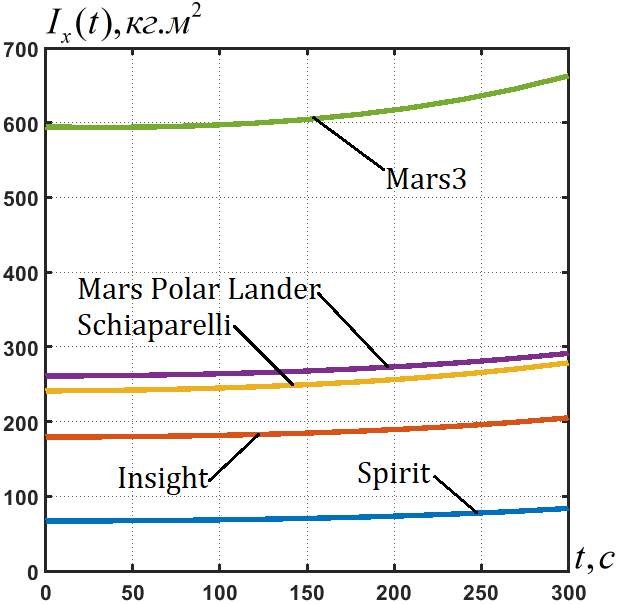 Iₓ(t), кг.м²
700
600
500
400
300
200
100
0
Mars3
Mars Polar Lander
Schiaparelli
Insight
Spirit
t, c
0 50 100 150 200 250 300